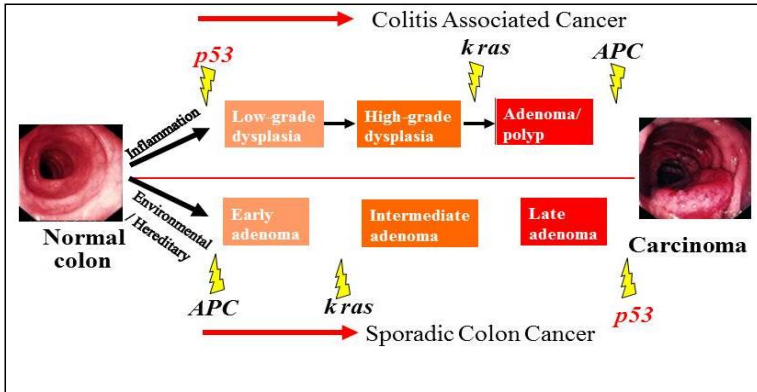 Colitis Associated Cancer
p53
k ras
APC
Inflammation
Low-grade
dysplasia
High-grade
dysplasia
Adenoma/
polyp
Normal
colon
Environmental
/ Hereditary
Early
adenoma
Intermediate
adenoma
Late
adenoma
Carcinoma
APC
k ras
p53
Sporadic Colon Cancer